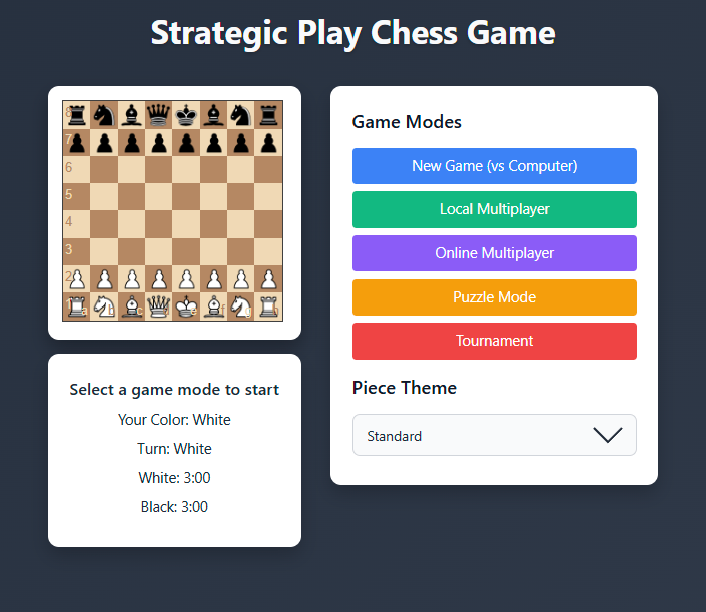 Strategic Play Chess Game
8
7
6
5
4
3
2
1
a b c d e f g h
Select a game mode to start
Your Color: White
Turn: White
White: 3:00
Black: 3:00
Game Modes
New Game (vs Computer)
Local Multiplayer
Online Multiplayer
Puzzle Mode
Tournament
Piece Theme
Standard